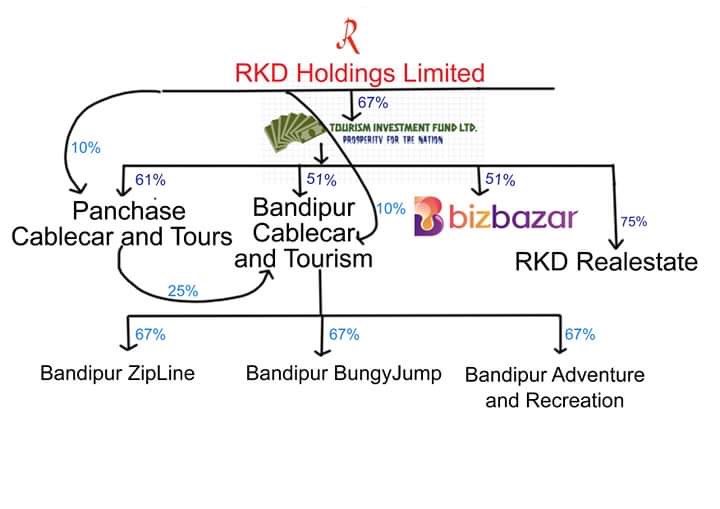 R
RKD Holdings Limited
67%
TOURISM INVESTMENT FUND LTD.
PROSPERITY FOR THE NATION
10%
61%
51%
51%
Panchase
Cablecar and Tours
Bandipur
Cablecar
and Tourism
10%
bizbazar
75%
RKD Realestate
25%
67%
67%
67%
Bandipur ZipLine
Bandipur BungyJump
Bandipur Adventure
and Recreation